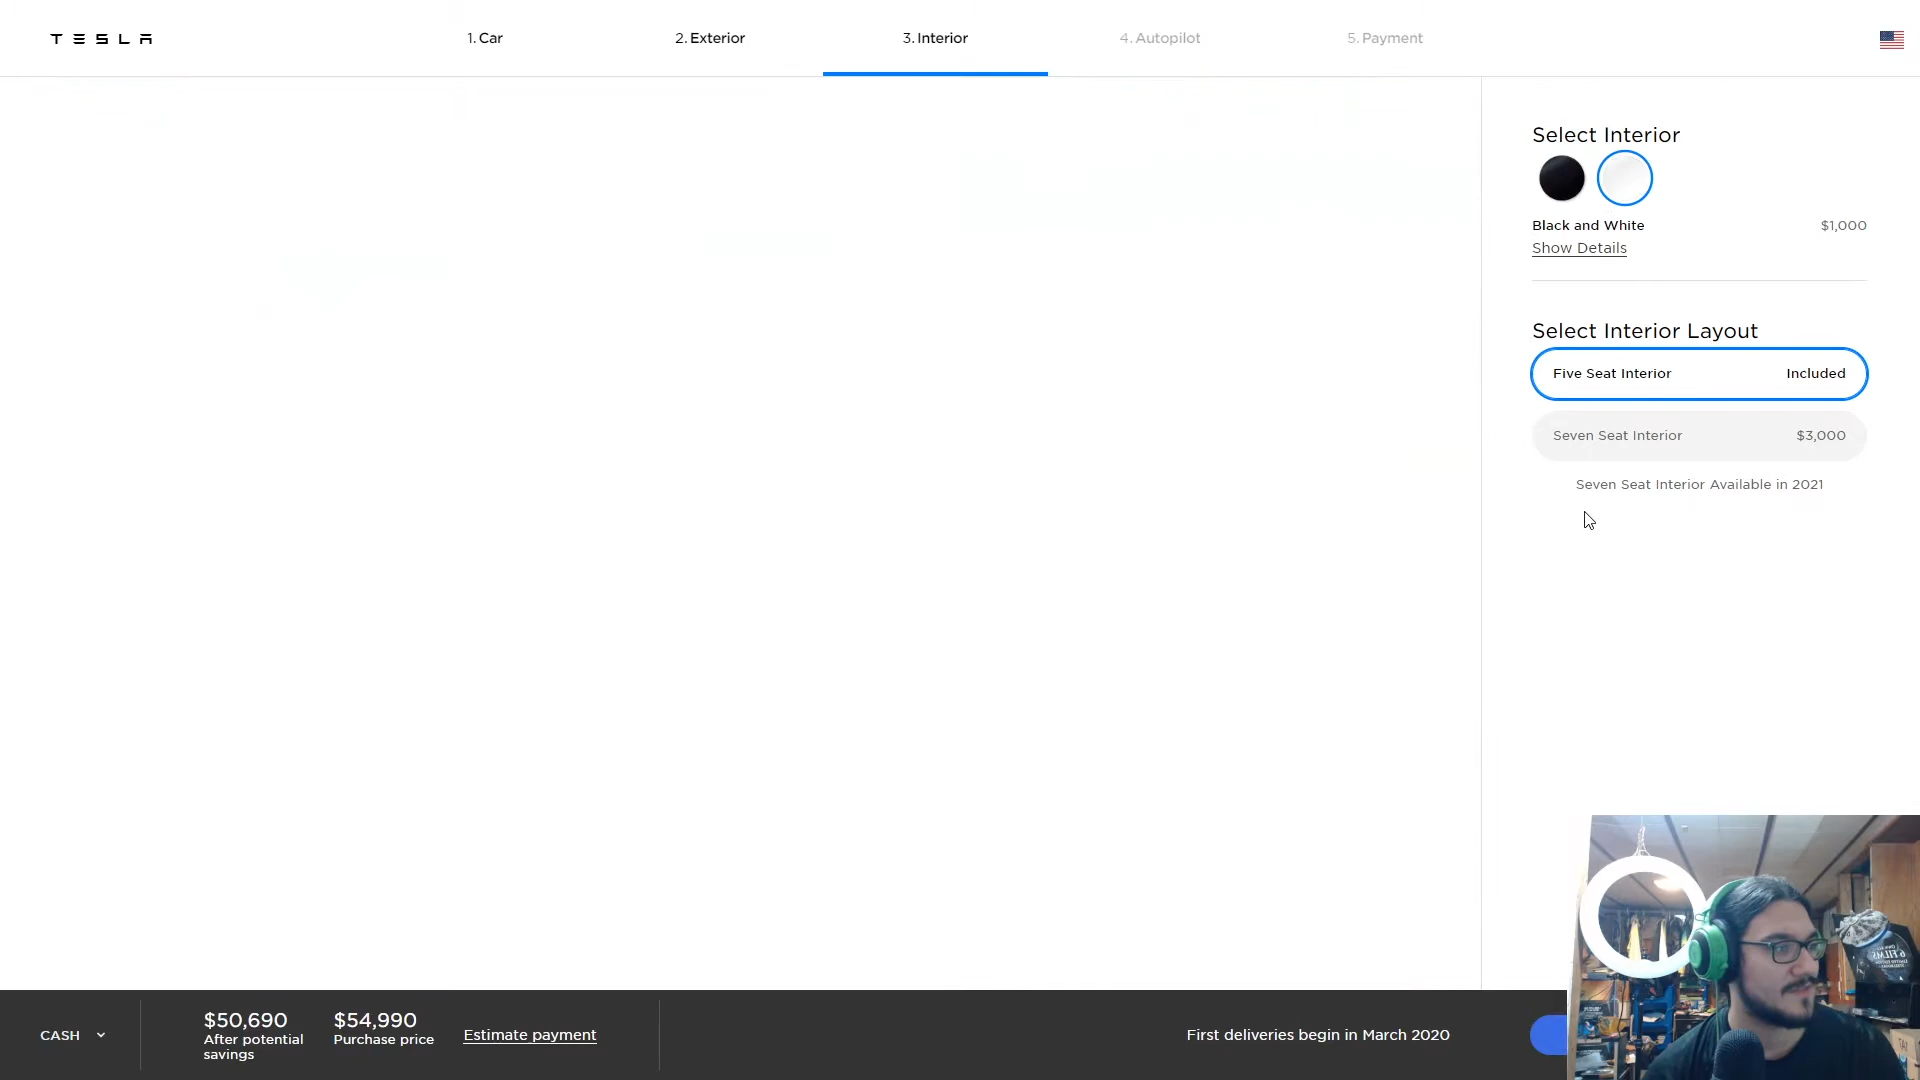 TESLA
1. Car
2. Exterior
3. Interior
4. Autopilot
5. Payment
Select Interior
Black and White $1,000
Show Details
Select Interior Layout
Five Seat Interior Included
Seven Seat Interior $3,000
Seven Seat Interior Available in 2021
CASH
$50,690
After potential
savings
$54,990
Purchase price
Estimate payment
First deliveries begin in March 2020